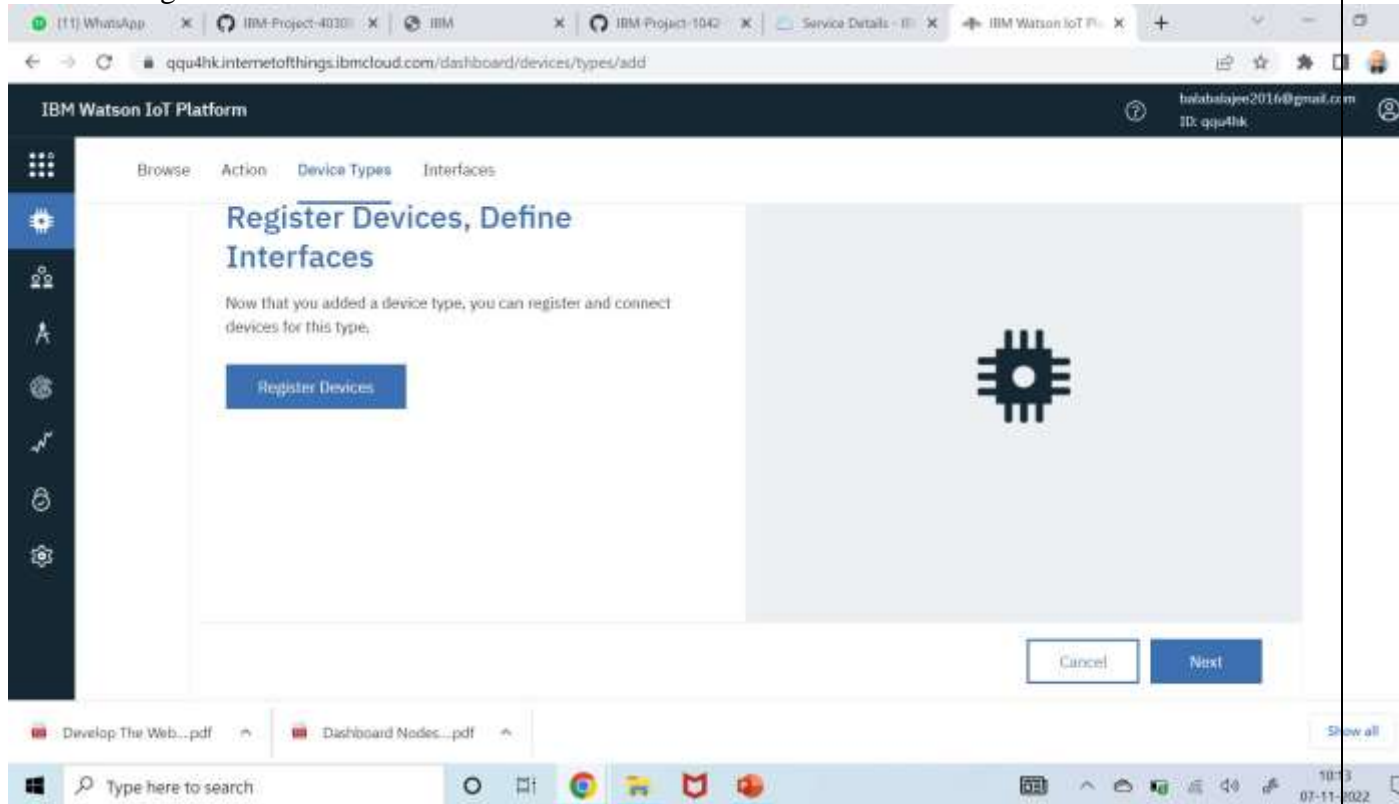 (11) WhatsApp
IBM-Project-4030
IBM
IBM-Project-1042
Service Details - IB
IBM Watson IoT Pl
qqu4hk.internetofthings.ibmcloud.com/dashboard/devices/types/add
IBM Watson IoT Platform
balabalajee2016@gmail.com
ID: qqu4hk
Browse Action Device Types Interfaces
Register Devices, Define
Interfaces
Now that you added a device type, you can register and connect
devices for this type.
Register Devices
Cancel Next
Develop The Web....pdf
Dashboard Nodes....pdf
Show all
Type here to search
10:13
07-11-2022